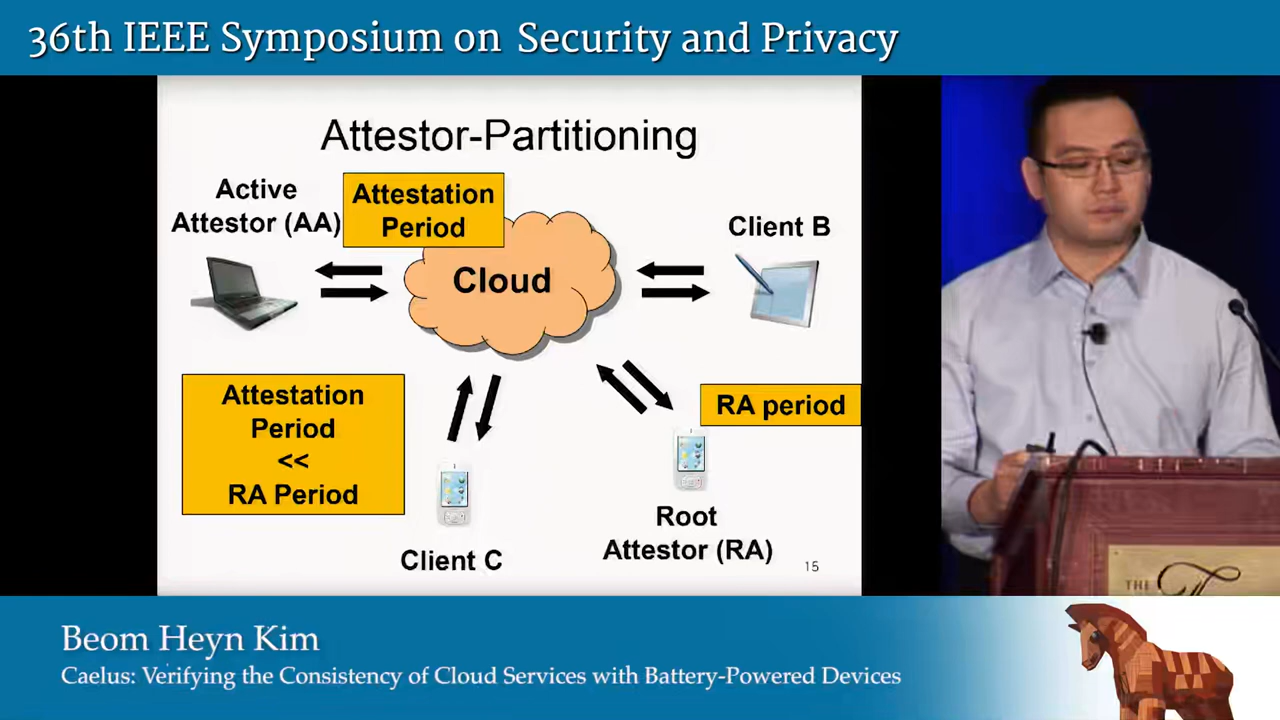 36th IEEE Symposium on Security and Privacy
Attestor-Partitioning
Active
Attestor (AA)
Attestation
Period
Cloud
Client B
Attestation
Period
<<
RA Period
RA period
Client C
Root
Attestor (RA)
15
THE
Beom Heyn Kim
Caelus: Verifying the Consistency of Cloud Services with Battery-Powered Devices